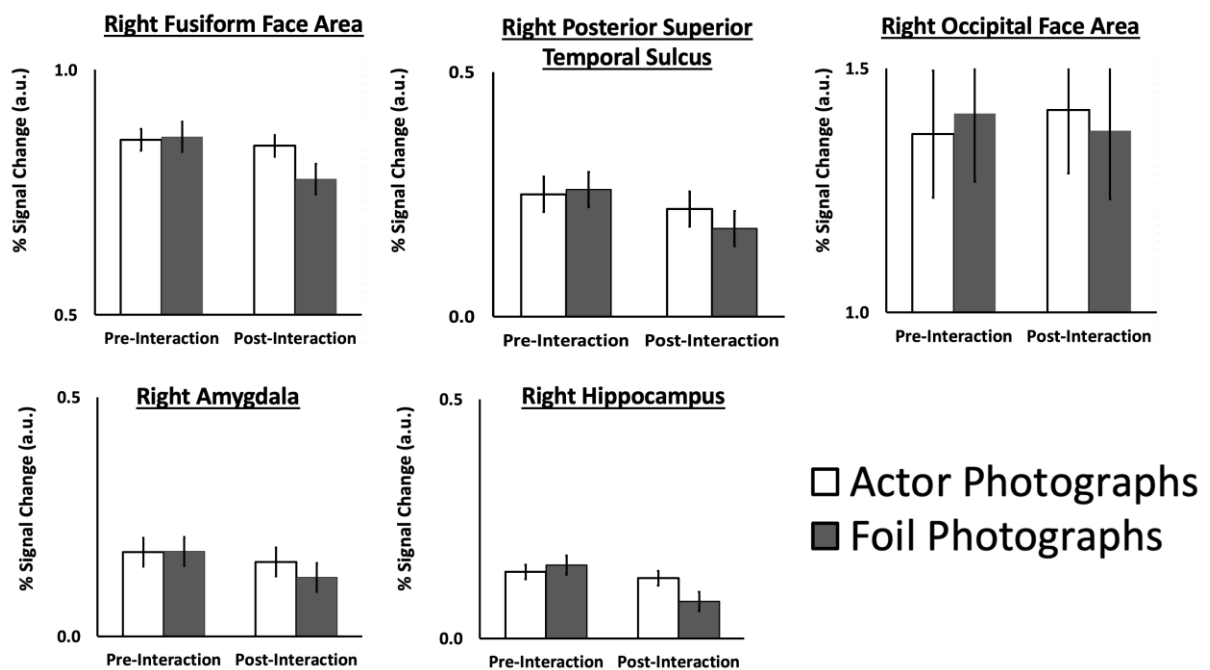 Right Fusiform Face Area
% Signal Change (a.u.)
1.0
0.5
Pre-Interaction Post-Interaction
Right Posterior Superior
Temporal Sulcus
% Signal Change (a.u.)
0.5
0.0
Pre-Interaction Post-Interaction
Right Occipital Face Area
% Signal Change (a.u.)
1.5
1.0
Pre-Interaction Post-Interaction
Right Amygdala
% Signal Change (a.u.)
0.5
0.0
Pre-Interaction Post-Interaction
Right Hippocampus
% Signal Change (a.u.)
0.5
0.0
Pre-Interaction Post-Interaction
Actor Photographs
Foil Photographs